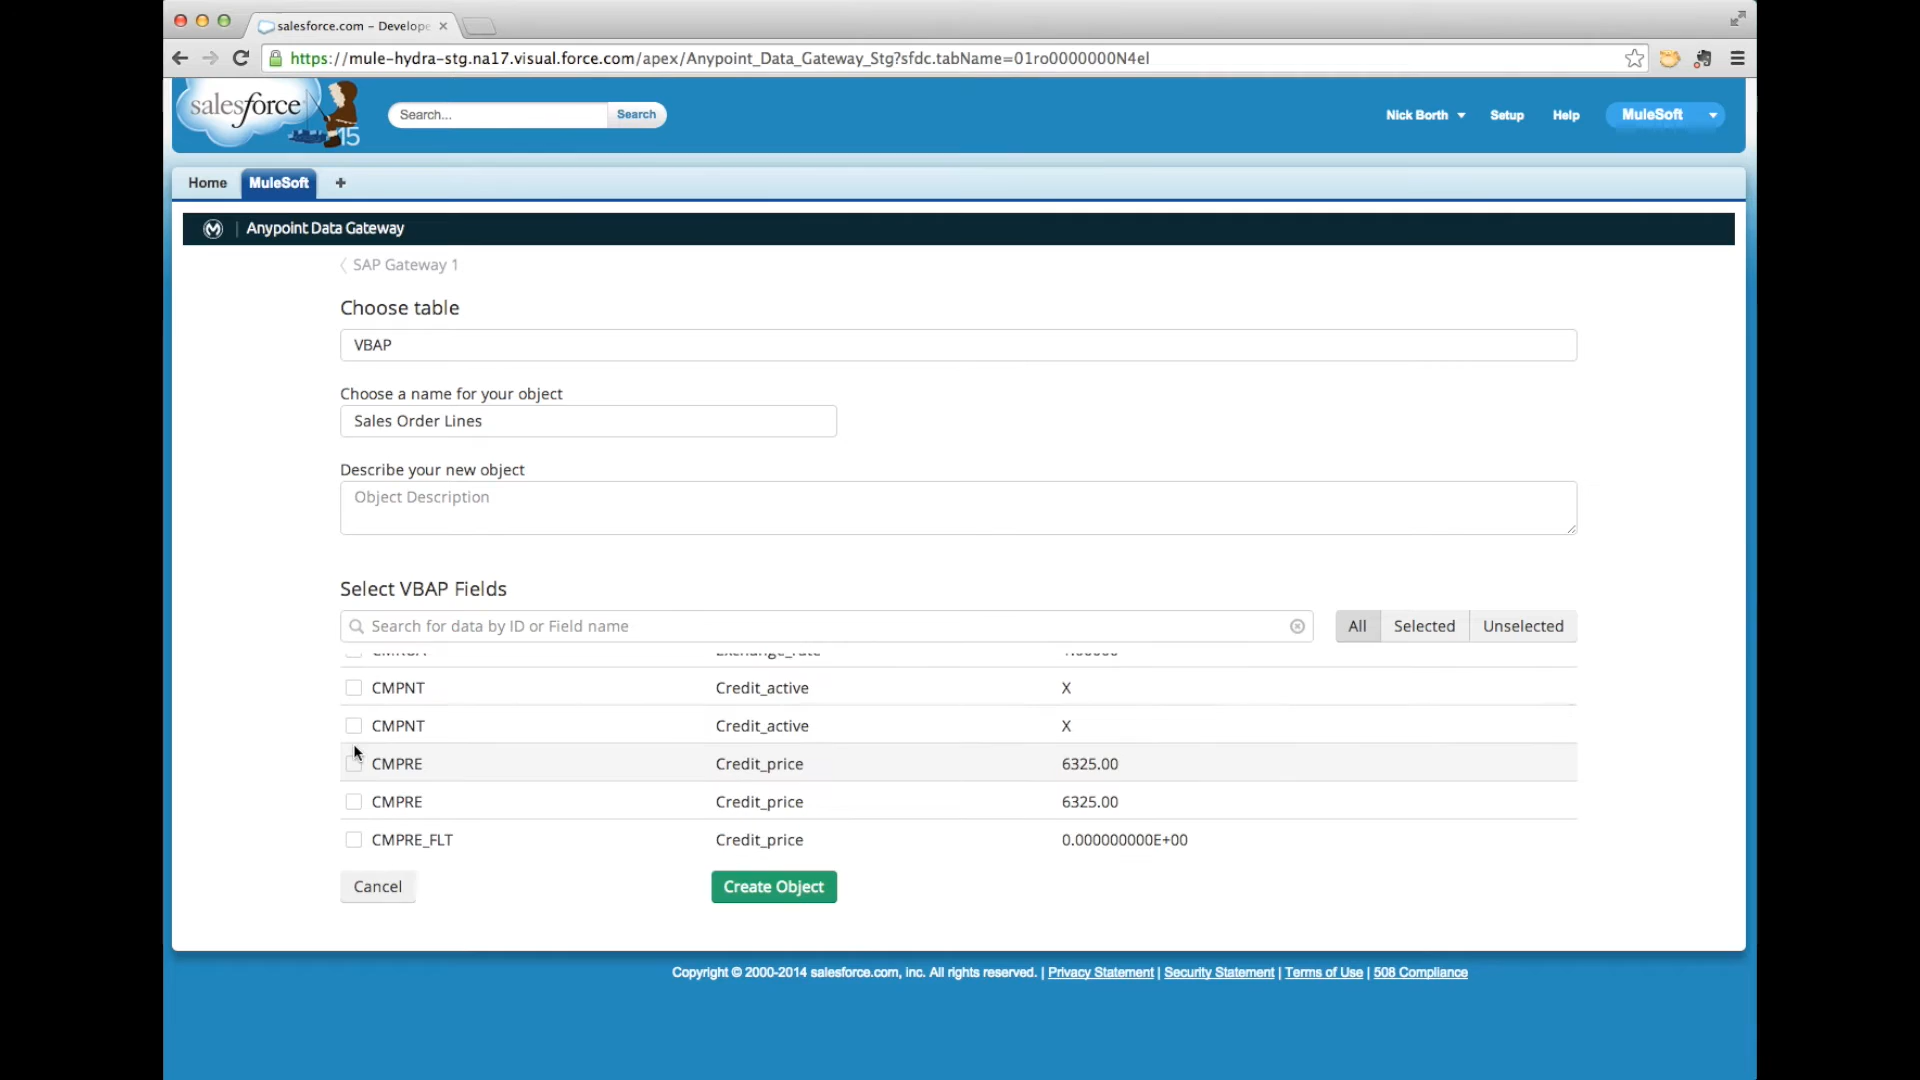 salesforce.com – Develope
https://mule-hydra-stg.na17.visual.force.com/apex/Anypoint_Data_Gateway_Stg?sfdc.tabName=01ro0000000N4el
salesforce
15
Search...
Search
Nick Borth
Setup
Help
MuleSoft
Home
MuleSoft
+
Anypoint Data Gateway
SAP Gateway 1
Choose table
VBAP
Choose a name for your object
Sales Order Lines
Describe your new object
Object Description
Select VBAP Fields
Search for data by ID or Field name
All
Selected
Unselected
Exchange_rate
CMPNT Credit_active X
CMPNT Credit_active X
CMPRE Credit_price 6325.00
CMPRE Credit_price 6325.00
CMPRE_FLT Credit_price 0.000000000E+00
Cancel
Create Object
Copyright © 2000-2014 salesforce.com, inc. All rights reserved. | Privacy Statement | Security Statement | Terms of Use | 508 Compliance